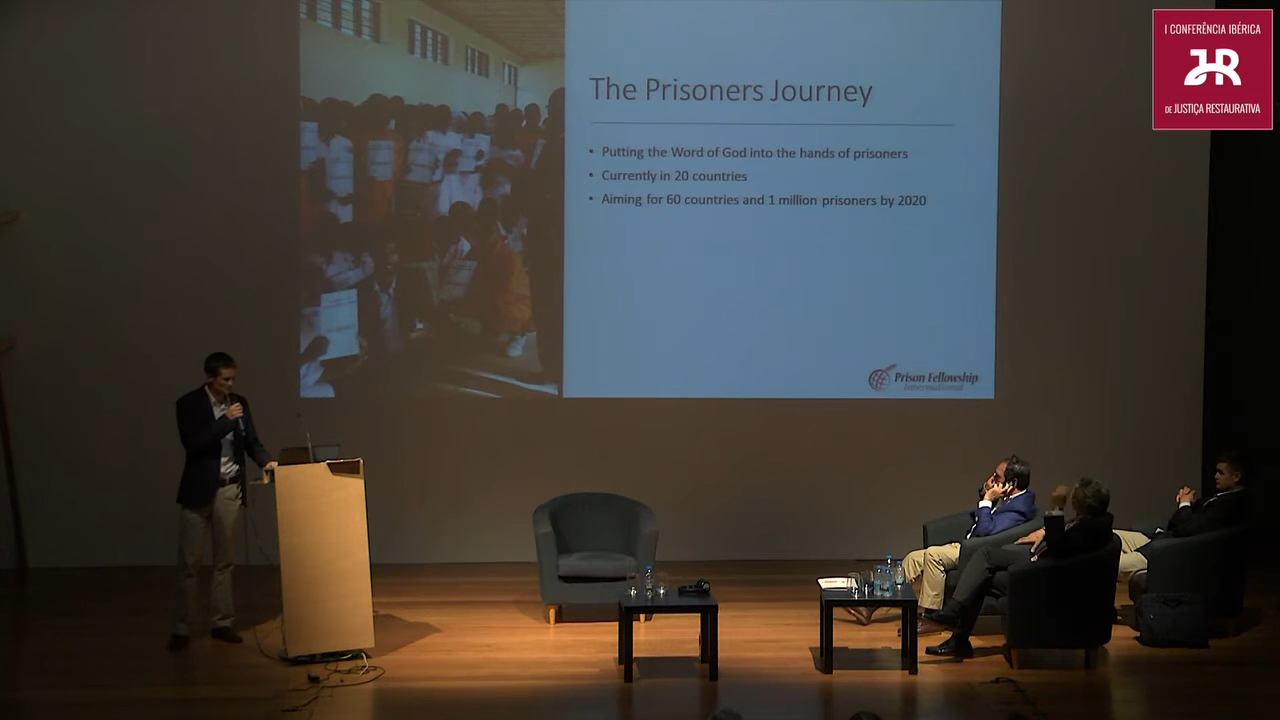 The Prisoners Journey
• Putting the Word of God into the hands of prisoners
• Currently in 20 countries
• Aiming for 60 countries and 1 million prisoners by 2020
Prison Fellowship
International
I CONFERÊNCIA IBÉRICA
JR
DE JUSTIÇA RESTAURATIVA